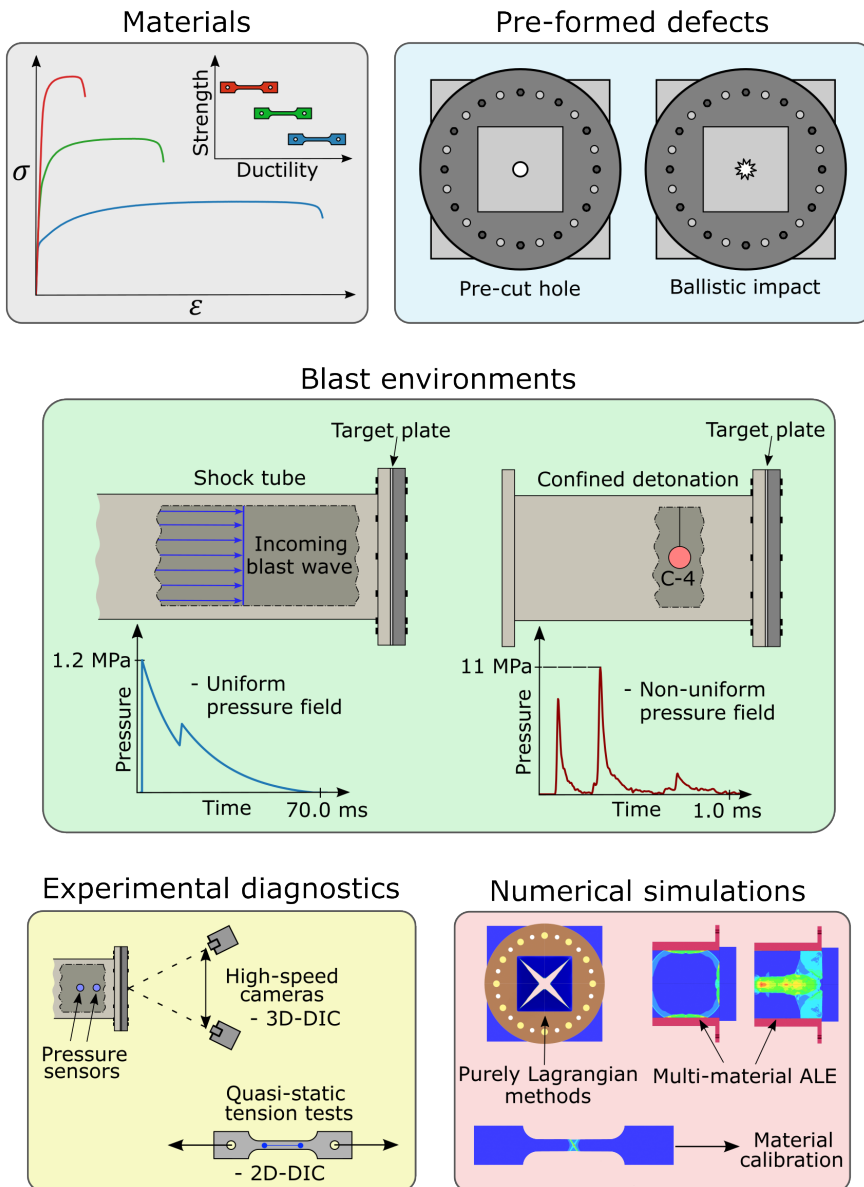 Materials
σ
ε
Strength
Ductility
Pre-formed defects
Pre-cut hole
Ballistic impact
Blast environments
Target plate
Shock tube
Incoming
blast wave
1.2 MPa
Pressure
- Uniform
pressure field
Time
70.0 ms
Target plate
Confined detonation
C-4
11 MPa
Pressure
- Non-uniform
pressure field
Time
1.0 ms
Experimental diagnostics
High-speed
cameras
- 3D-DIC
Pressure
sensors
Quasi-static
tension tests
- 2D-DIC
Numerical simulations
Purely Lagrangian
methods
Multi-material ALE
Material
calibration